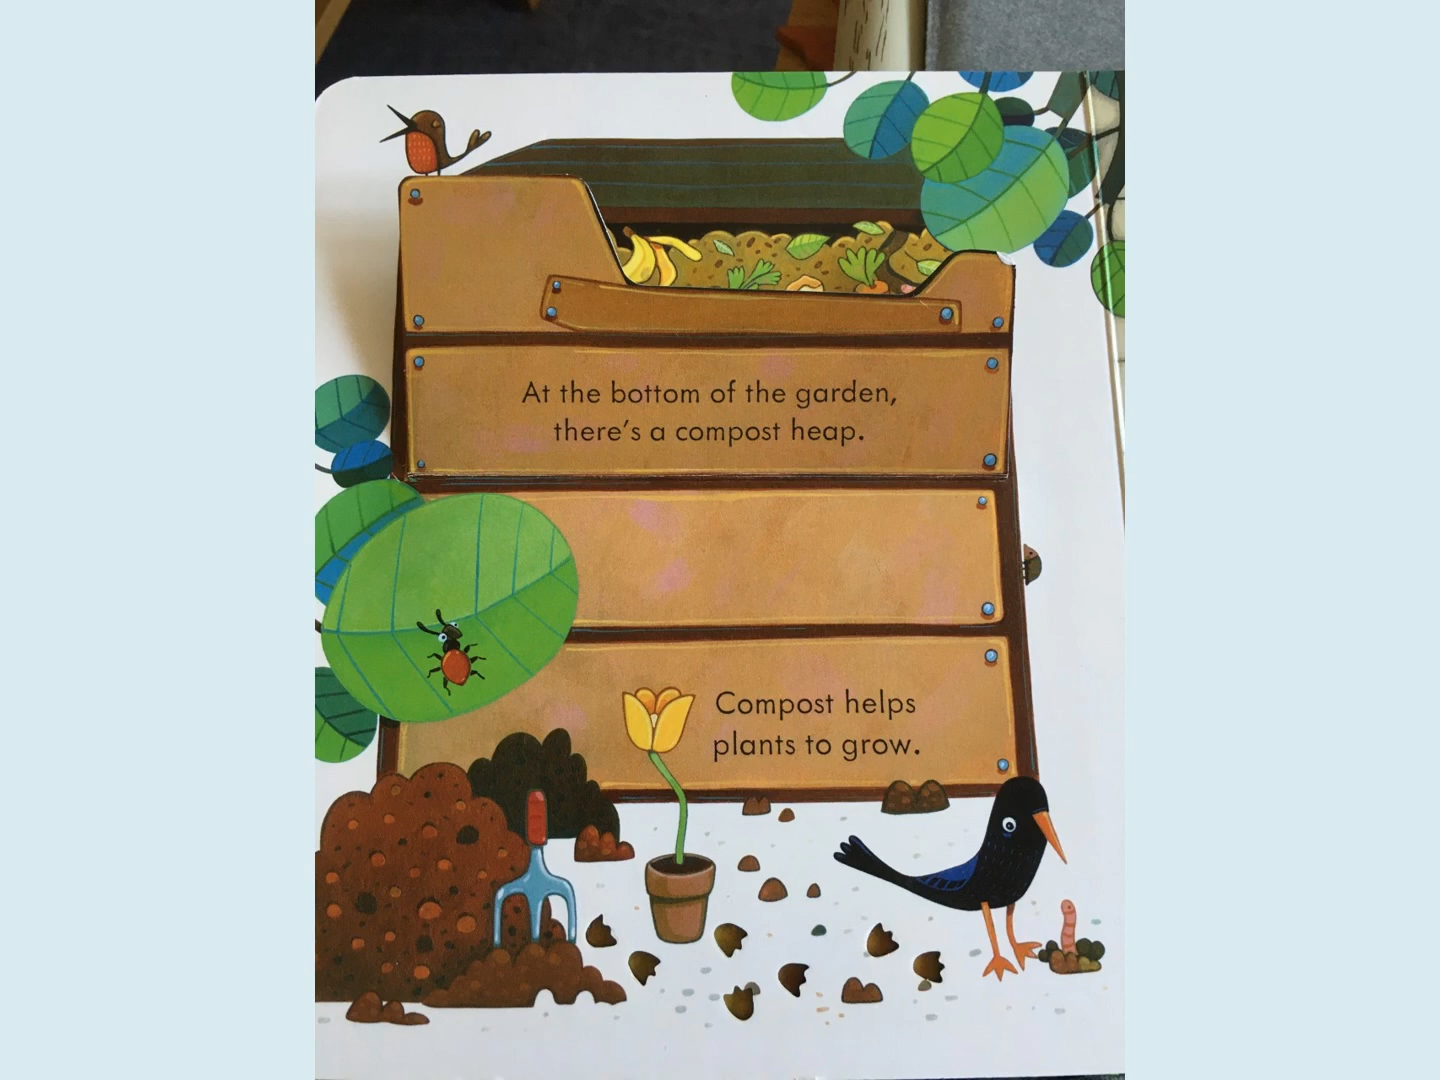 At the bottom of the garden,
there's a compost heap.
Compost helps
plants to grow.